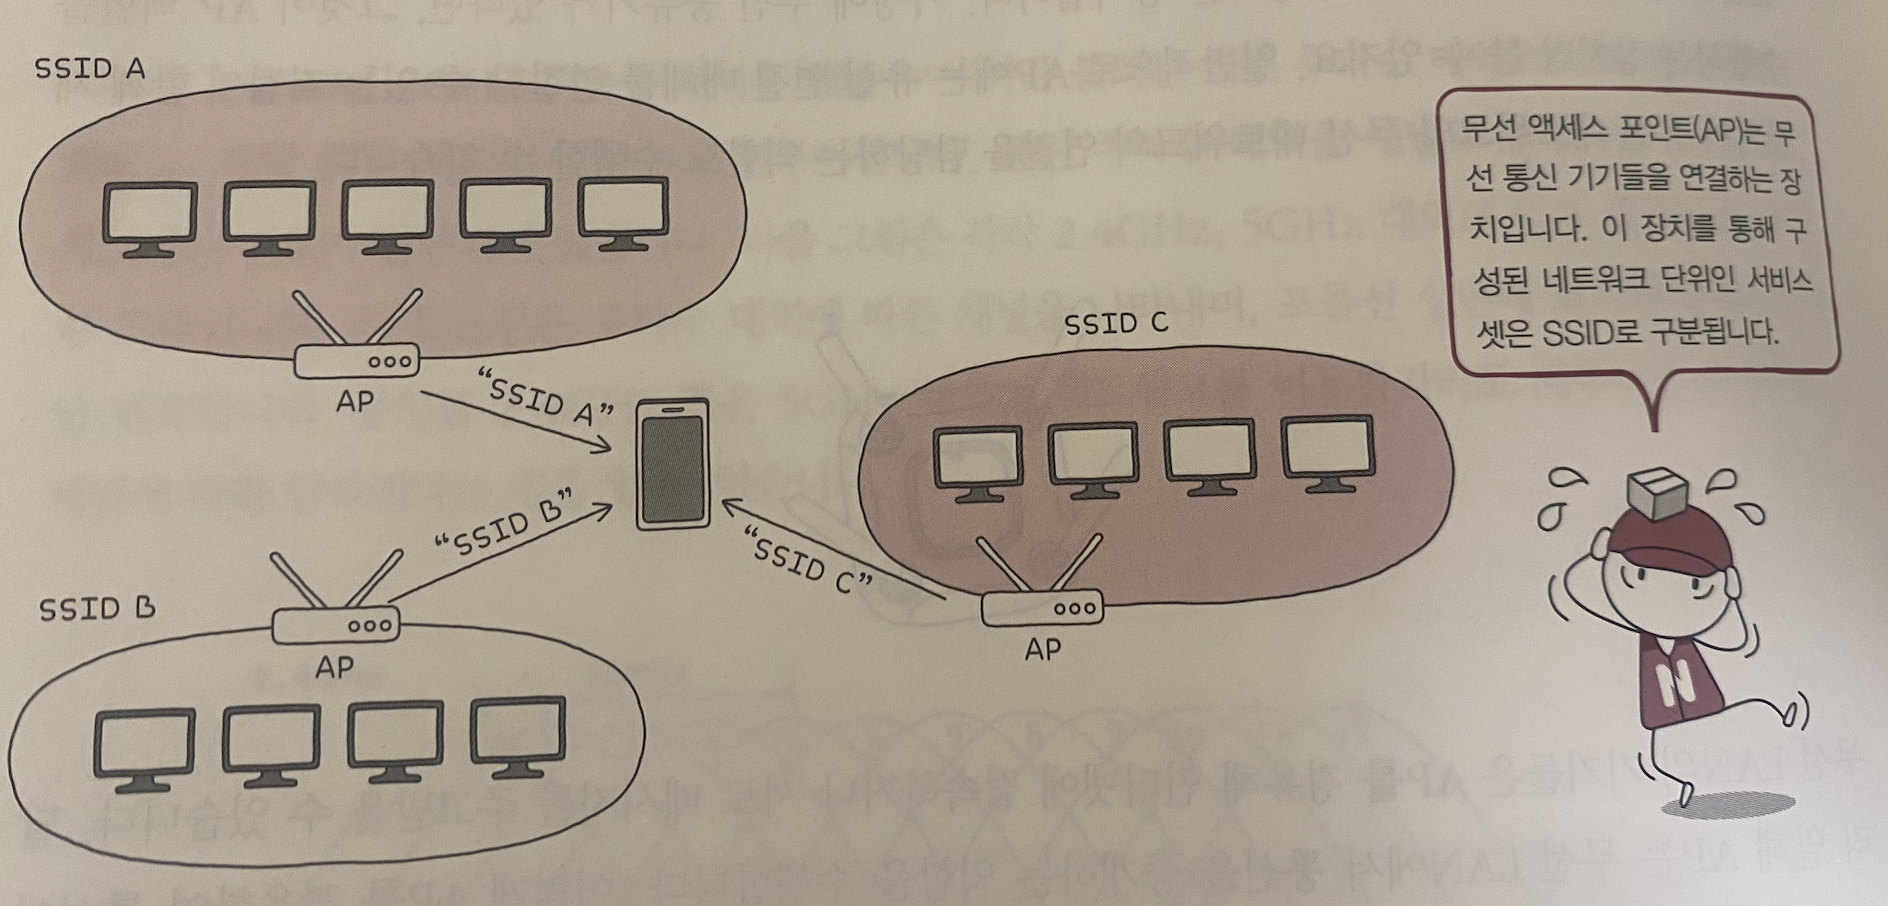 SSID A
AP
“SSID A”
SSID C
“SSID B”
“SSID C”
SSID B
AP
AP
무선 액세스 포인트(AP)는 무
선 통신 기기들을 연결하는 장
치입니다. 이 장치를 통해 구
성된 네트워크 단위인 서비스
셋은 SSID로 구분됩니다.
N